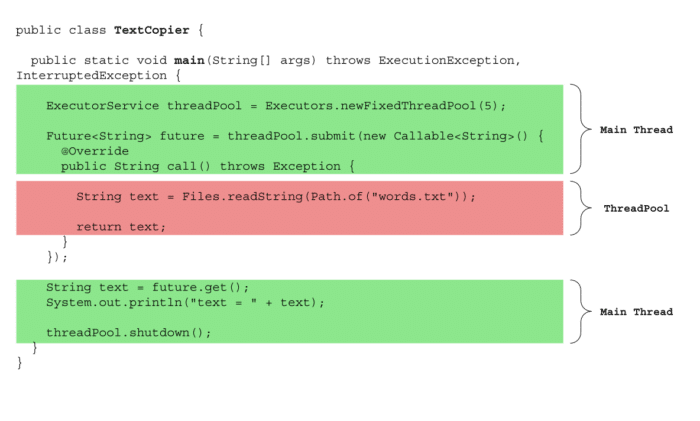 public class TextCopier {
public static void main(String[] args) throws ExecutionException,
InterruptedException {
ExecutorService threadPool = Executors.newFixedThreadPool(5);
Future<String> future = threadPool.submit(new Callable<String>() {
@Override
public String call() throws Exception {
Main Thread
String text = Files.readString(Path.of("words.txt"));
return text;
ThreadPool
}
});
String text = future.get();
System.out.println("text = " + text);
threadPool.shutdown();
Main Thread
}
}